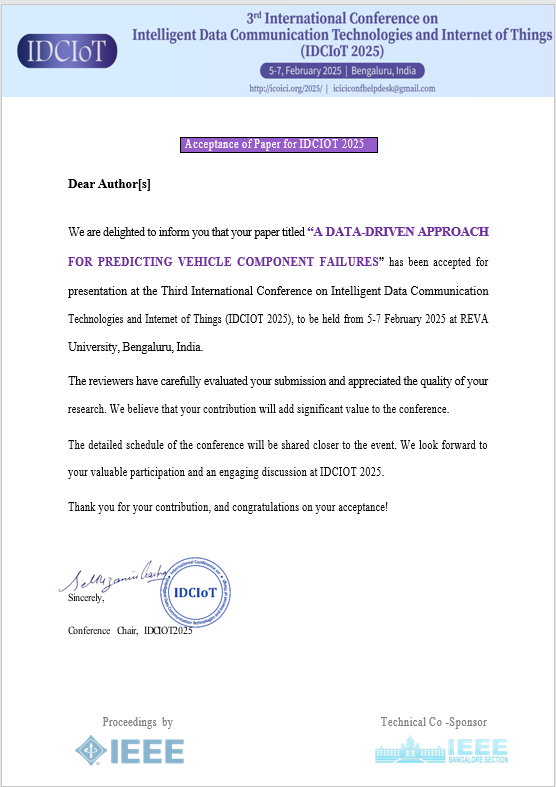 IDCIoT
3rd International Conference on
Intelligent Data Communication Technologies and Internet of Things
(IDCIoT 2025)
5-7, February 2025 | Bengaluru, India
http://icoici.org/2025/ | iciciconfhelpdesk@gmail.com
Acceptance of Paper for IDCIOT 2025
Dear Author[s]
We are delighted to inform you that your paper titled “A DATA-DRIVEN APPROACH
FOR PREDICTING VEHICLE COMPONENT FAILURES” has been accepted for
presentation at the Third International Conference on Intelligent Data Communication
Technologies and Internet of Things (IDCIOT 2025), to be held from 5-7 February 2025 at REVA
University, Bengaluru, India.
The reviewers have carefully evaluated your submission and appreciated the quality of your
research. We believe that your contribution will add significant value to the conference.
The detailed schedule of the conference will be shared closer to the event. We look forward to
your valuable participation and an engaging discussion at IDCIOT 2025.
Thank you for your contribution, and congratulations on your acceptance!
IDCIoT
Sincerely,
Conference Chair, IDCIOT2025
Proceedings by
Technical Co -Sponsor
IEEE
IEEE
BANGALORE SECTION